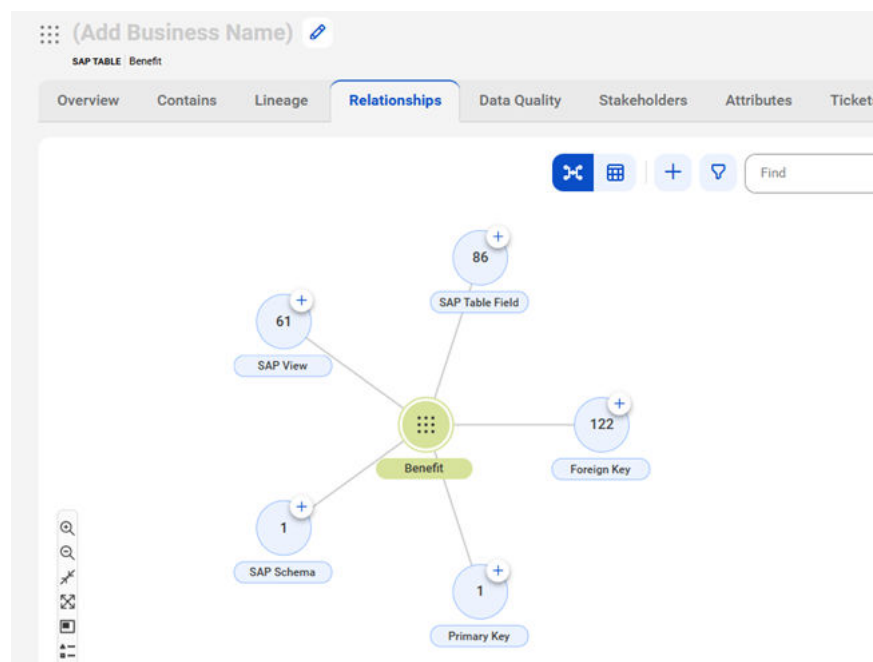 (Add Business Name)
SAP TABLE Benefit
Overview Contains Lineage Relationships Data Quality Stakeholders Attributes
Find
86
SAP Table Field
61
SAP View
122
Foreign Key
Benefit
1
SAP Schema
1
Primary Key